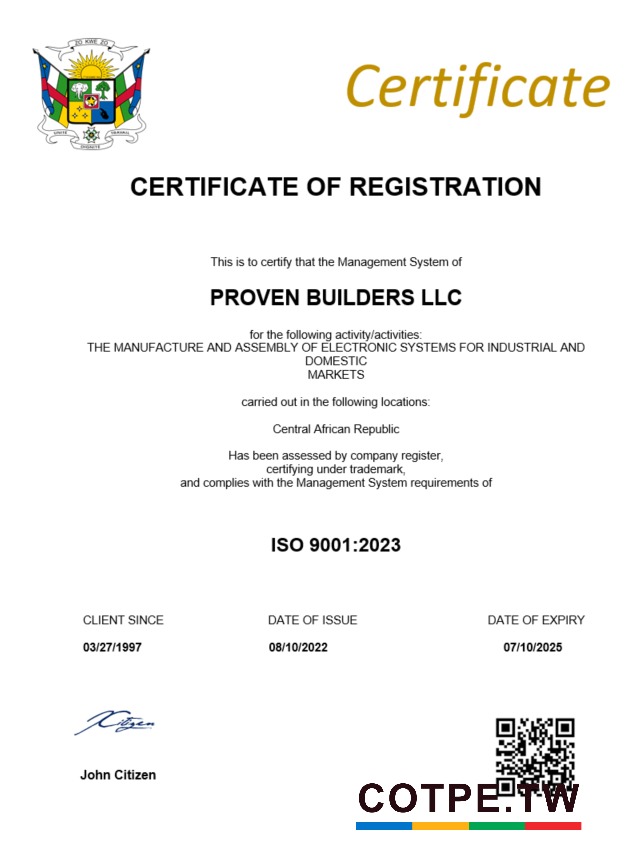 ZO KWE ZO
Certificate
UNITÉ
TRAVAIL
DIGNITÉ
CERTIFICATE OF REGISTRATION
This is to certify that the Management System of
PROVEN BUILDERS LLC
for the following activity/activities:
THE MANUFACTURE AND ASSEMBLY OF ELECTRONIC SYSTEMS FOR INDUSTRIAL AND
DOMESTIC
MARKETS
carried out in the following locations:
Central African Republic
Has been assessed by company register,
certifying under trademark,
and complies with the Management System requirements of
ISO 9001:2023
CLIENT SINCE DATE OF ISSUE DATE OF EXPIRY
03/27/1997 08/10/2022 07/10/2025
Citizen
John Citizen
COTPE.TW